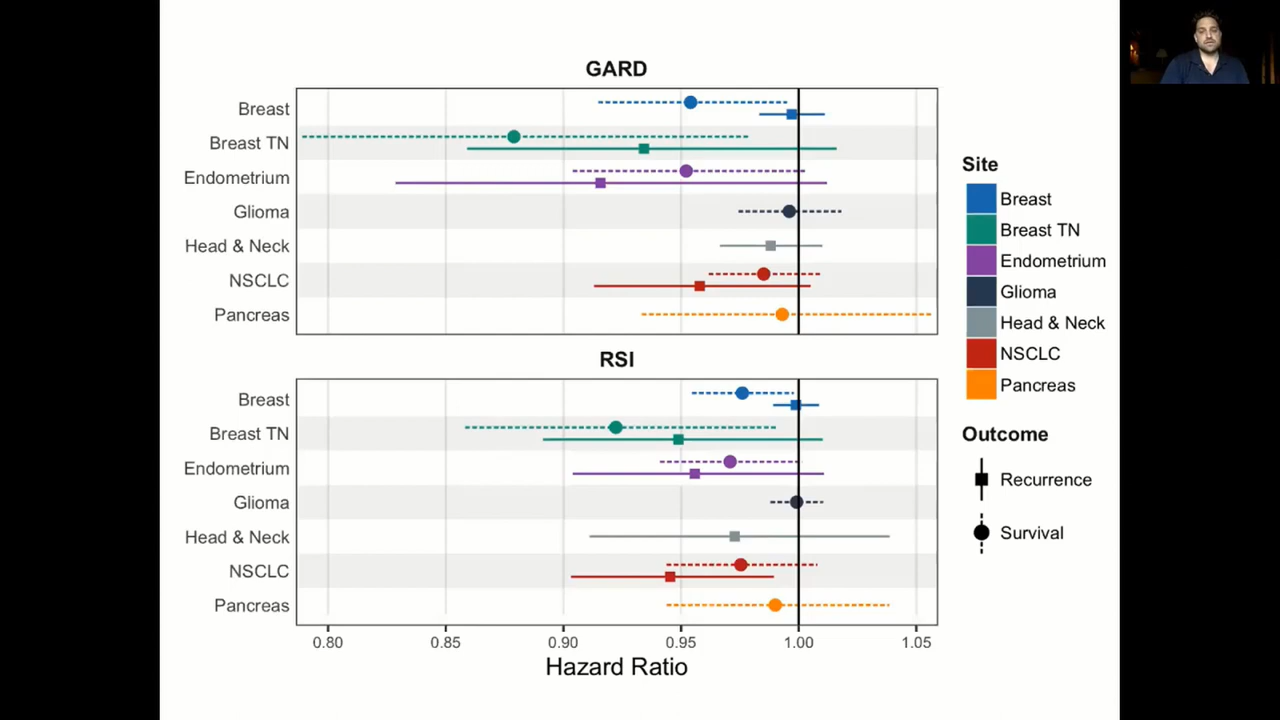 GARD
Breast
Breast TN
Endometrium
Glioma
Head & Neck
NSCLC
Pancreas
RSI
Breast
Breast TN
Endometrium
Glioma
Head & Neck
NSCLC
Pancreas
0.80 0.85 0.90 0.95 1.00 1.05
Hazard Ratio
Site
Breast
Breast TN
Endometrium
Glioma
Head & Neck
NSCLC
Pancreas
Outcome
Recurrence
Survival